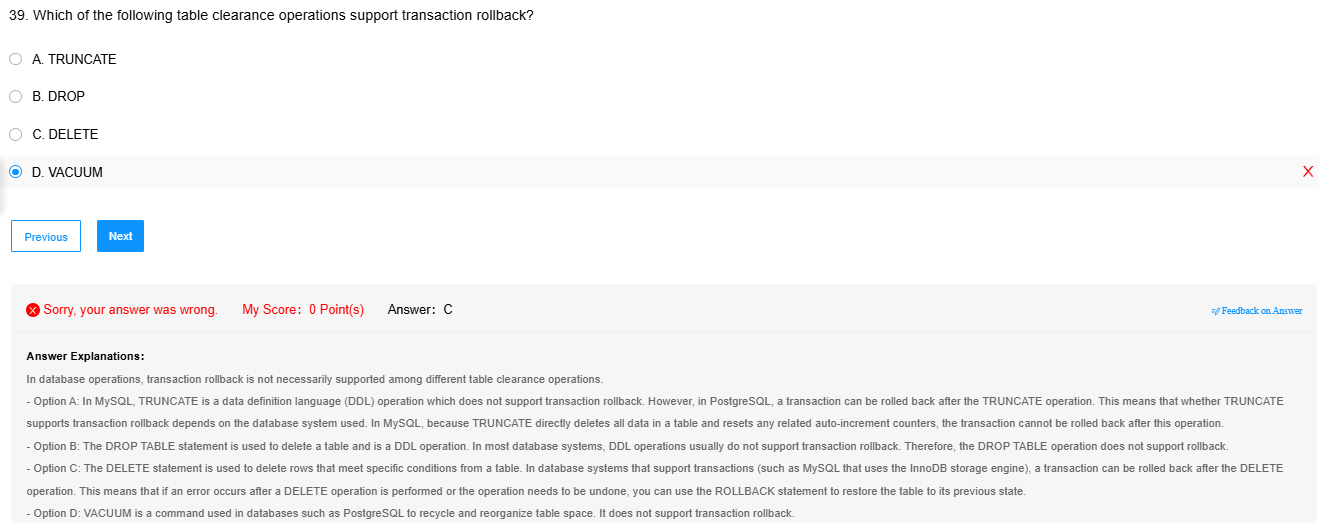 39. Which of the following table clearance operations support transaction rollback?
A. TRUNCATE
B. DROP
C. DELETE
D. VACUUM
X
Previous Next
Sorry, your answer was wrong. My Score: 0 Point(s) Answer: C Feedback on Answer
Answer Explanations:
In database operations, transaction rollback is not necessarily supported among different table clearance operations.
- Option A: In MySQL, TRUNCATE is a data definition language (DDL) operation which does not support transaction rollback. However, in PostgreSQL, a transaction can be rolled back after the TRUNCATE operation. This means that whether TRUNCATE
supports transaction rollback depends on the database system used. In MySQL, because TRUNCATE directly deletes all data in a table and resets any related auto-increment counters, the transaction cannot be rolled back after this operation.
- Option B: The DROP TABLE statement is used to delete a table and is a DDL operation. In most database systems, DDL operations usually do not support transaction rollback. Therefore, the DROP TABLE operation does not support rollback.
- Option C: The DELETE statement is used to delete rows that meet specific conditions from a table. In database systems that support transactions (such as MySQL that uses the InnoDB storage engine), a transaction can be rolled back after the DELETE
operation. This means that if an error occurs after a DELETE operation is performed or the operation needs to be undone, you can use the ROLLBACK statement to restore the table to its previous state.
- Option D: VACUUM is a command used in databases such as PostgreSQL to recycle and reorganize table space. It does not support transaction rollback.